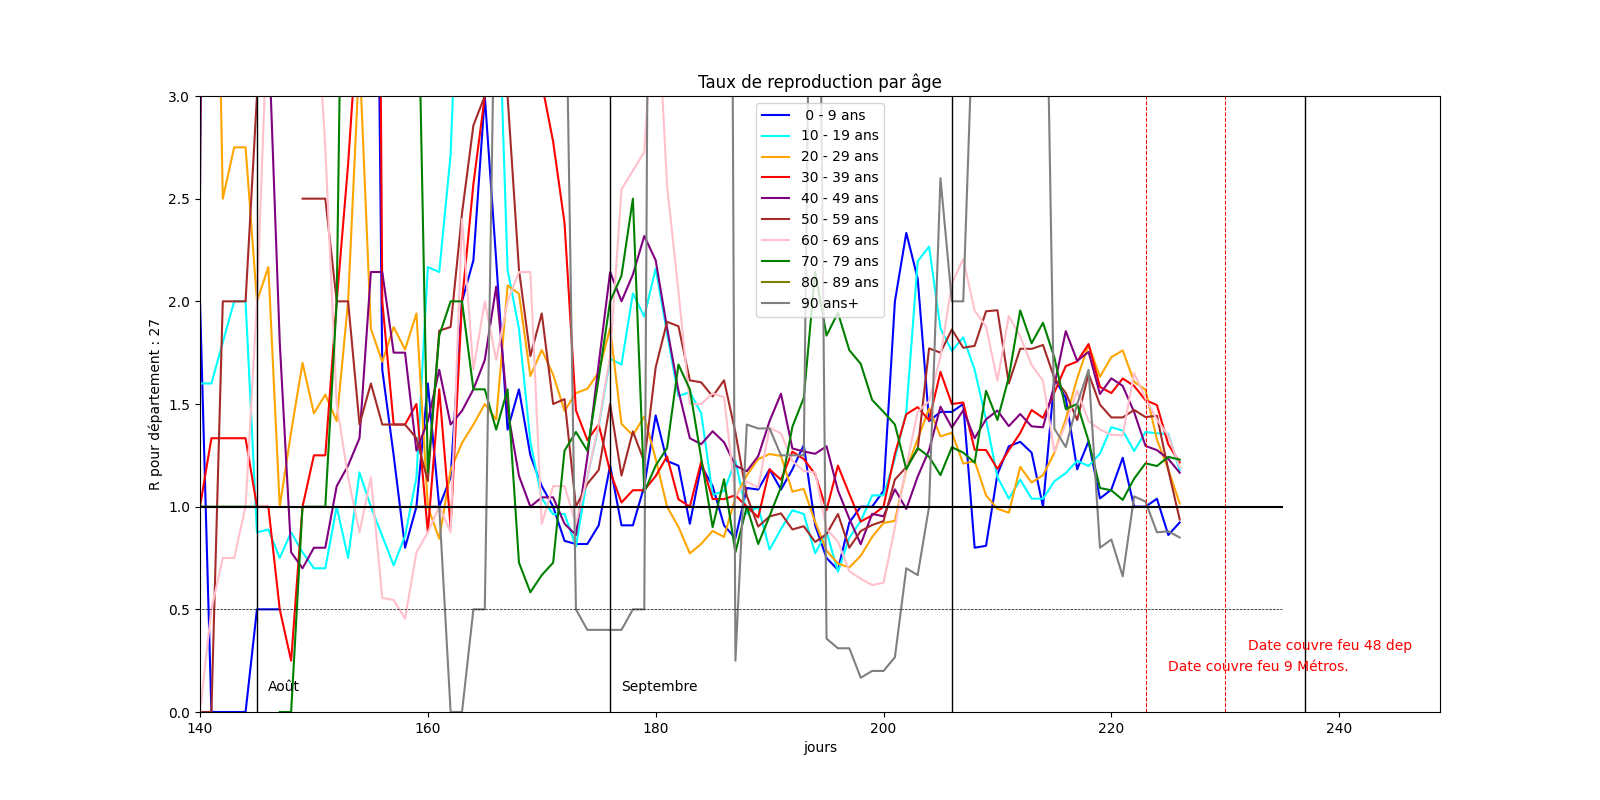 Taux de reproduction par âge
R pour département : 27
3.0
2.5
2.0
1.5
1.0
0.5
0.0
0 - 9 ans
10 - 19 ans
20 - 29 ans
30 - 39 ans
40 - 49 ans
50 - 59 ans
60 - 69 ans
70 - 79 ans
80 - 89 ans
90 ans+
Date couvre feu 48 dep
Date couvre feu 9 Métros.
Août
Septembre
140
160
180
200
220
240
jours